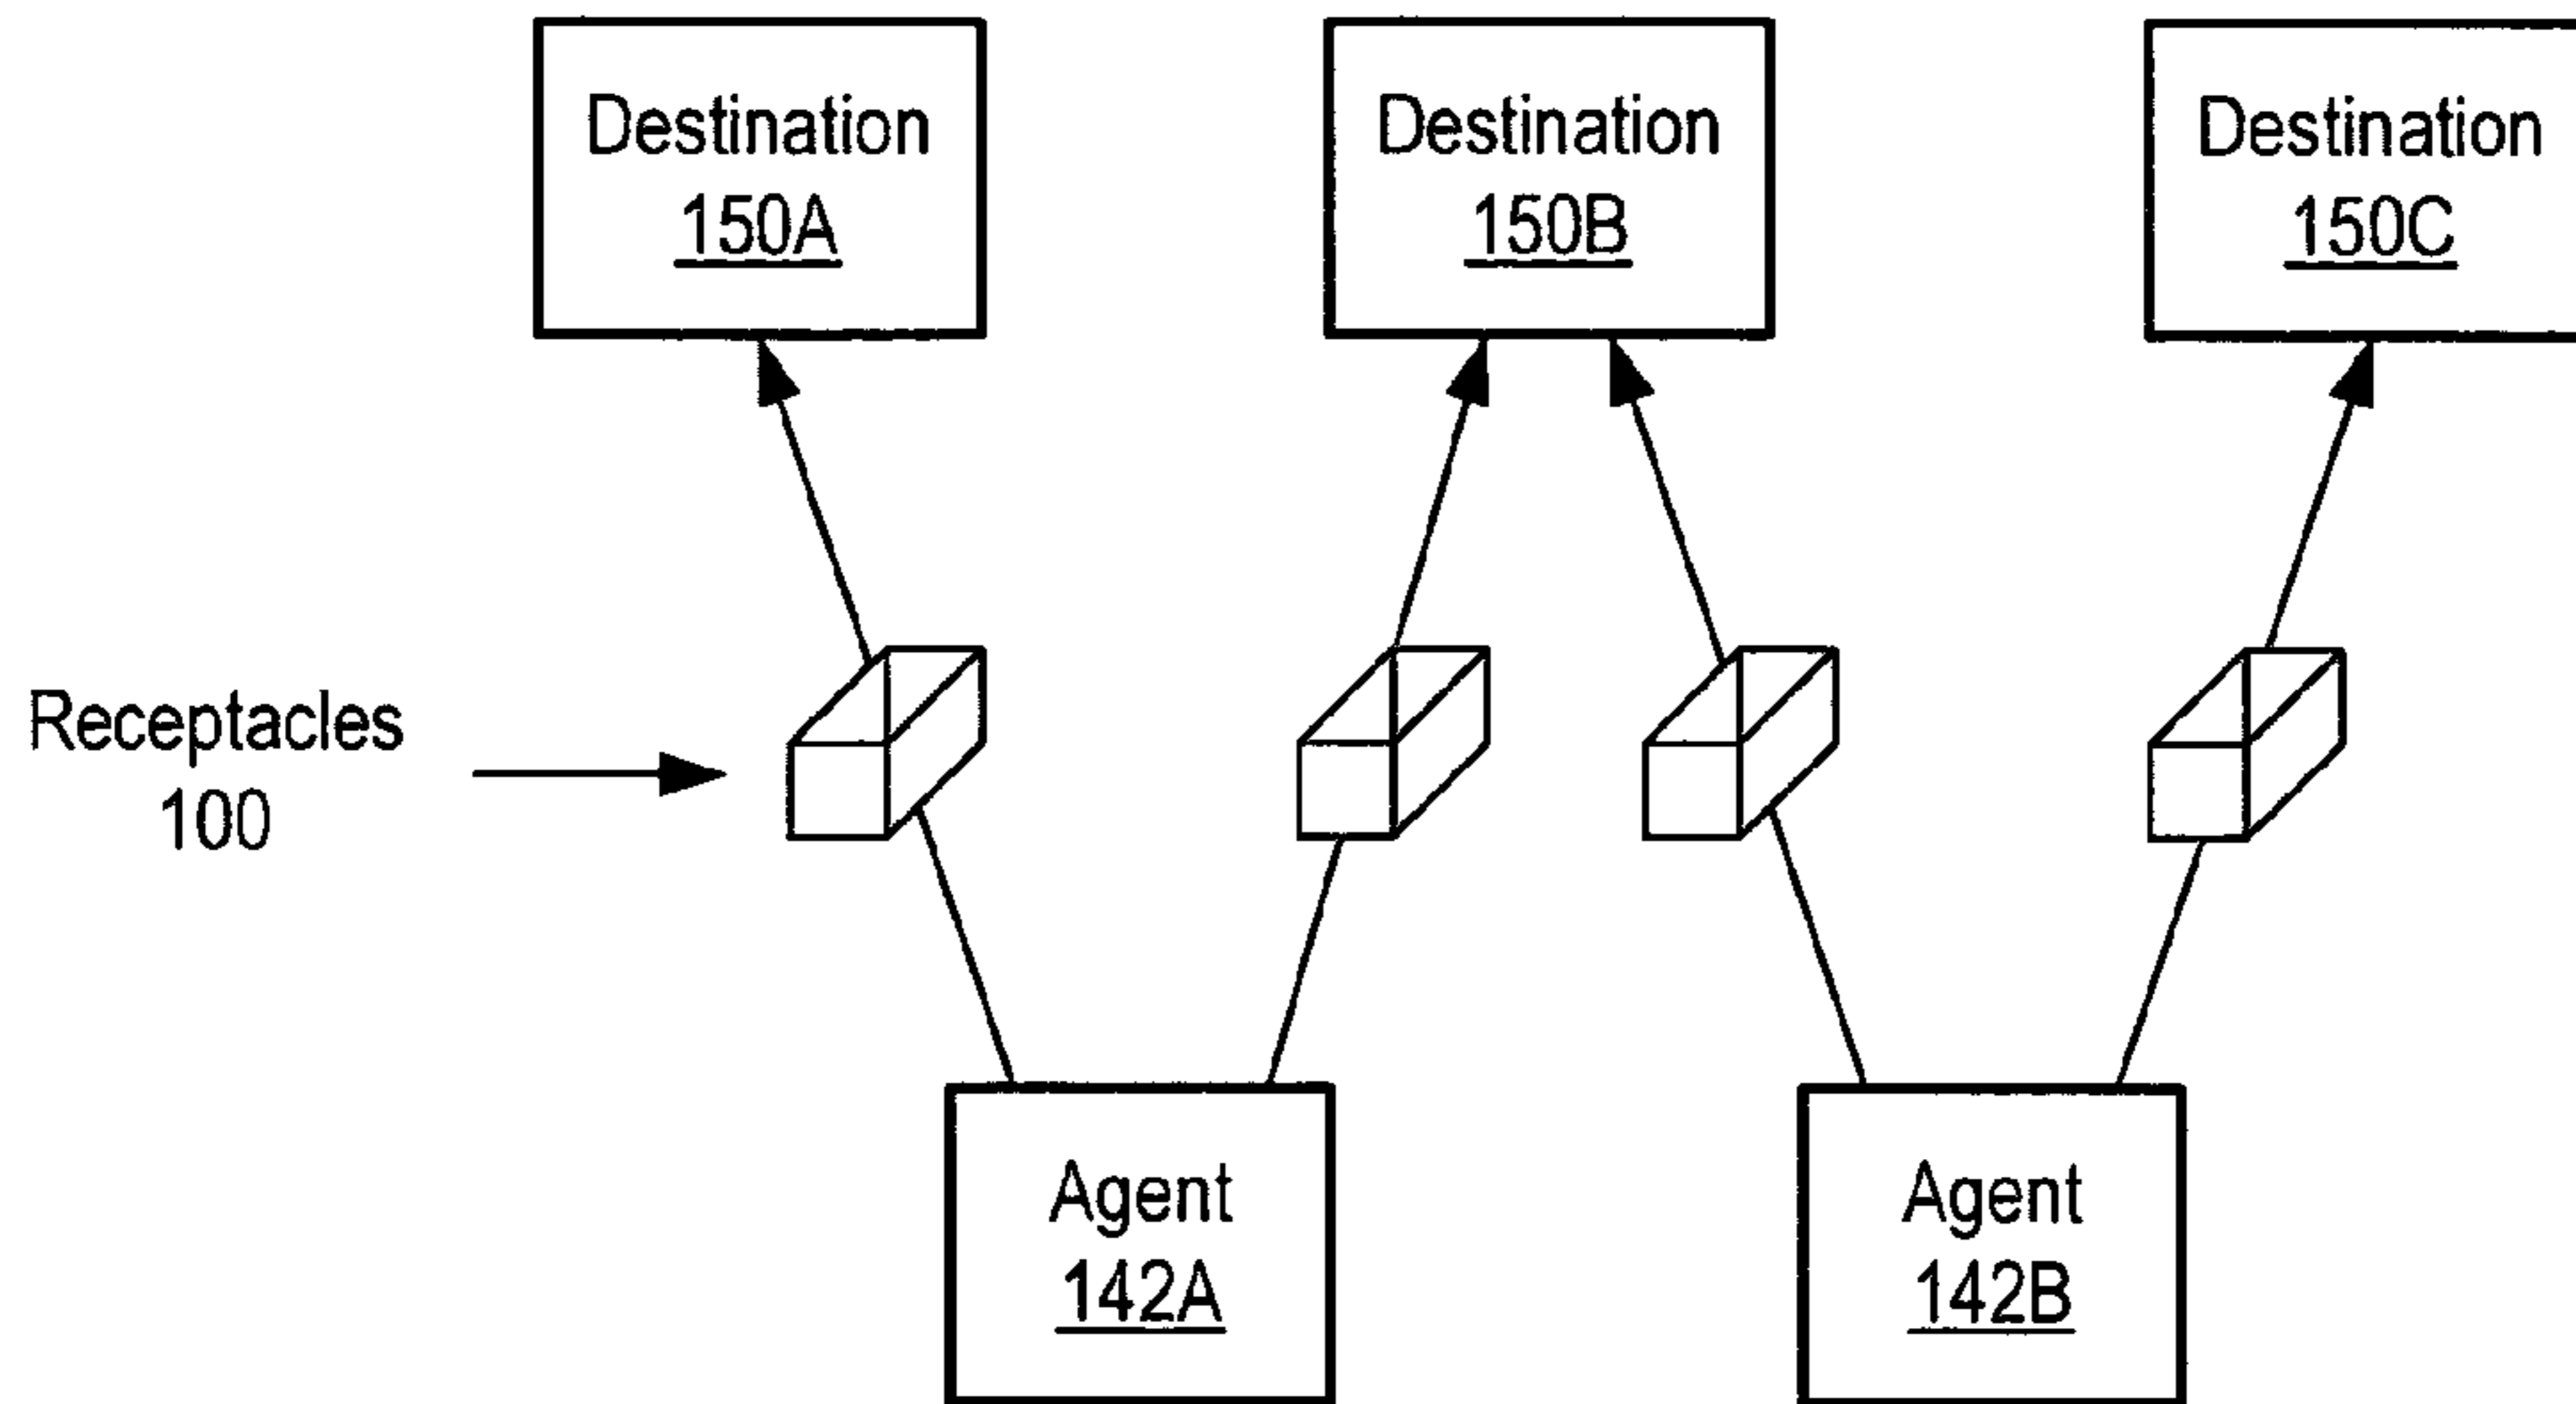 Destination
150A
Destination
150B
Destination
150C
Receptacles
100
Agent
142A
Agent
142B